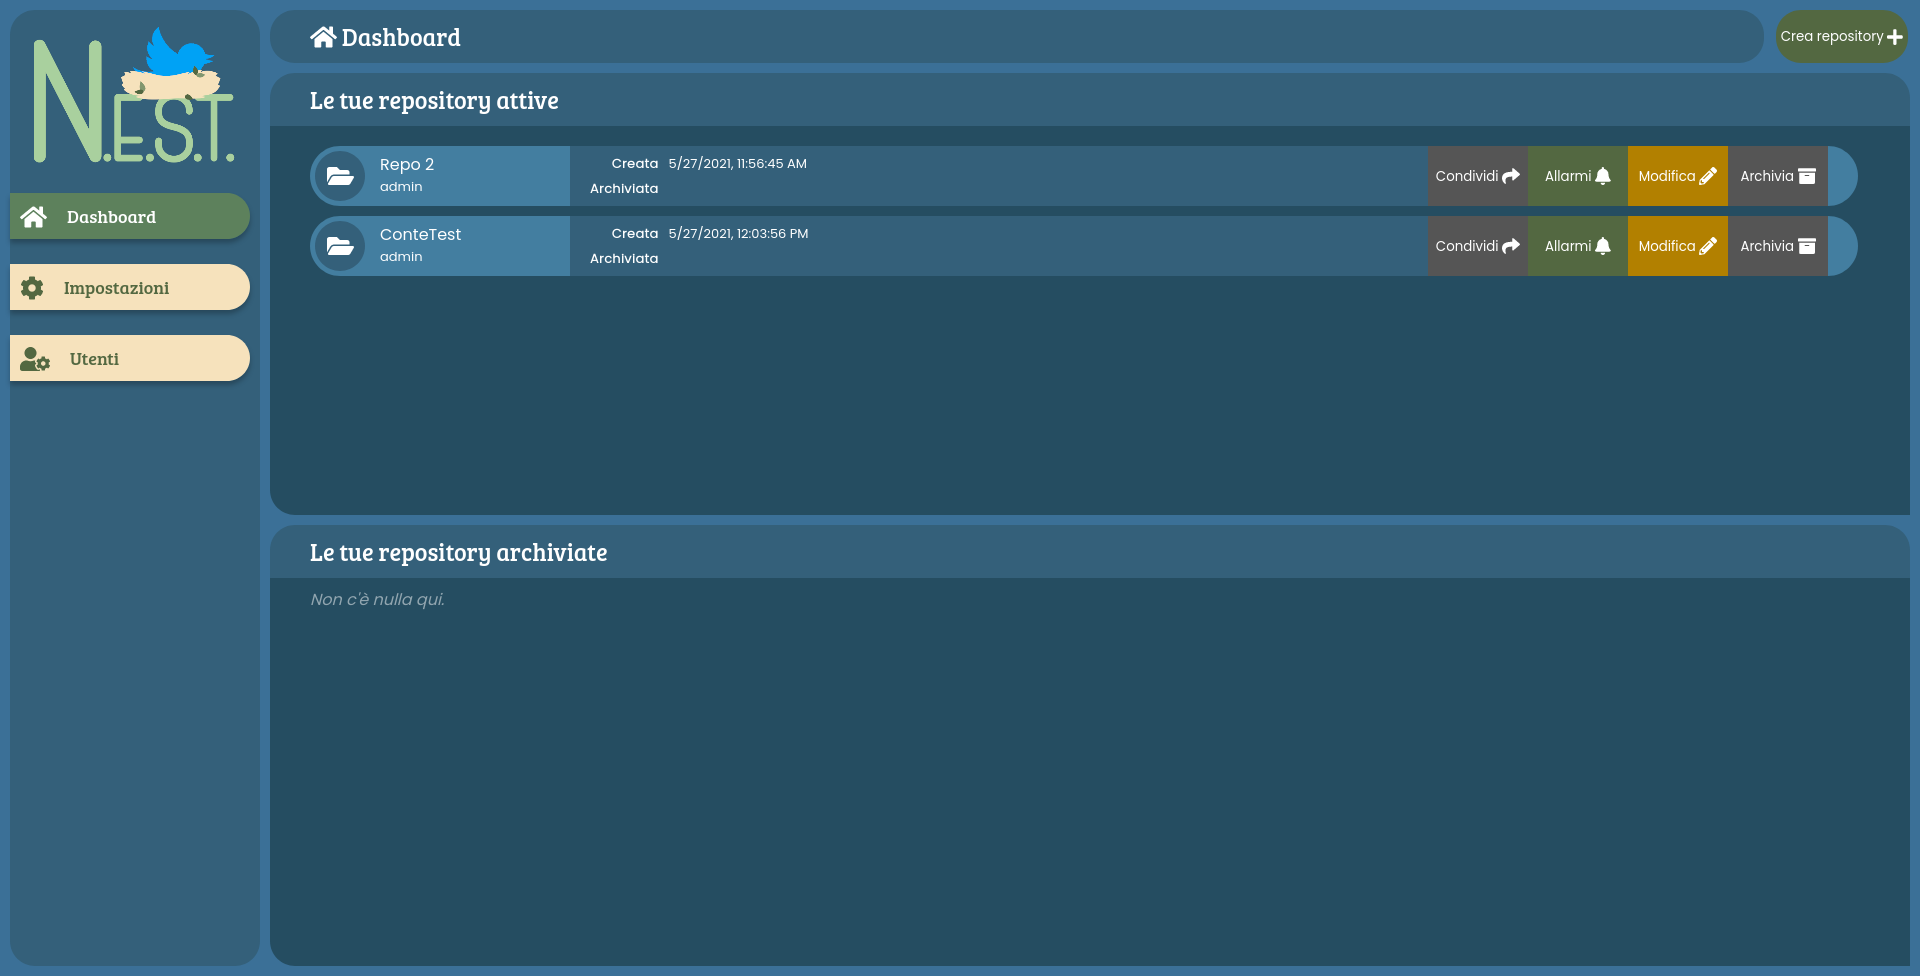 N.E.S.T.
Dashboard
Impostazioni
Utenti
Dashboard
Crea repository
Le tue repository attive
Repo 2
admin
Creata 5/27/2021, 11:56:45 AM
Archiviata
Condividi Allarmi Modifica Archivia
ConteTest
admin
Creata 5/27/2021, 12:03:56 PM
Archiviata
Condividi Allarmi Modifica Archivia
Le tue repository archiviate
Non c'è nulla qui.